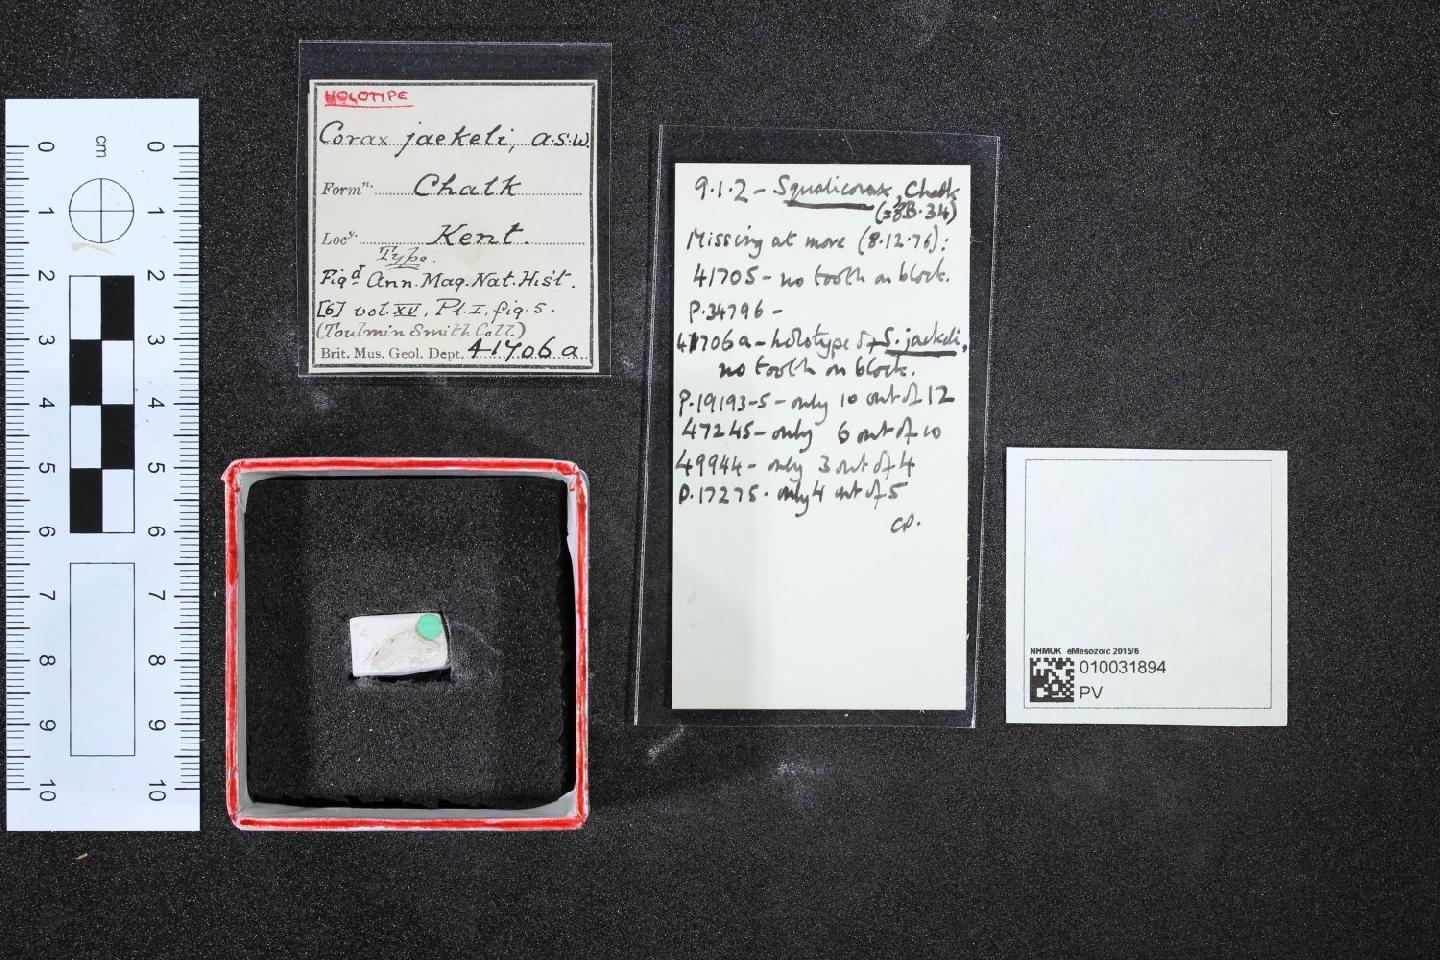 HOLOTYPE
Corax jaekeli, A.S.W.
Formn. Chalk
Locy. Kent.
Type.
Figd. Ann. Mag. Nat. Hist.
[6] vol. XV, Pl. I, fig. 5.
(Toulmin Smith Coll.)
Brit. Mus. Geol. Dept. 41706a
9.1.2 - Squalicorax, Chalk
Missing at move (8.12.76):
41705 - no tooth on block.
P.34796 -
41706a - holotype of S. jaekeli,
no tooth on block.
P.19193-5 - only 10 out of 12
47245 - only 6 out of 10
49944 - only 3 out of 4
P.17275 - only 4 out of 5
CP.
NHMUK eMesozoic 2015/6
010031894
PV
cm
0 0
1 1
2 2
3 3
4 4
5 5
6 6
7 7
8 8
9 9
10 10